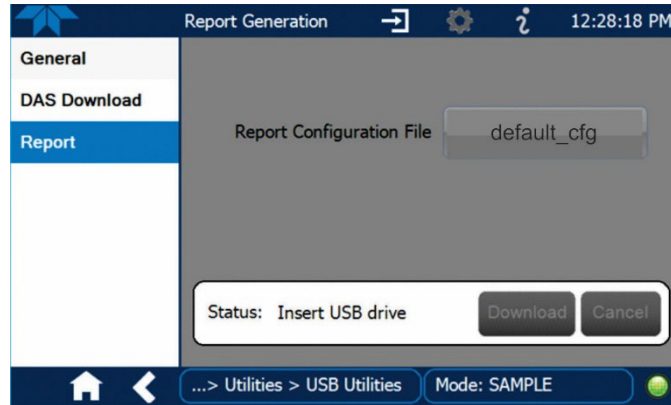 Report Generation
12:28:18 PM
General
DAS Download
Report
Report Configuration File
default_cfg
Status: Insert USB drive
Download
Cancel
...> Utilities > USB Utilities
Mode: SAMPLE